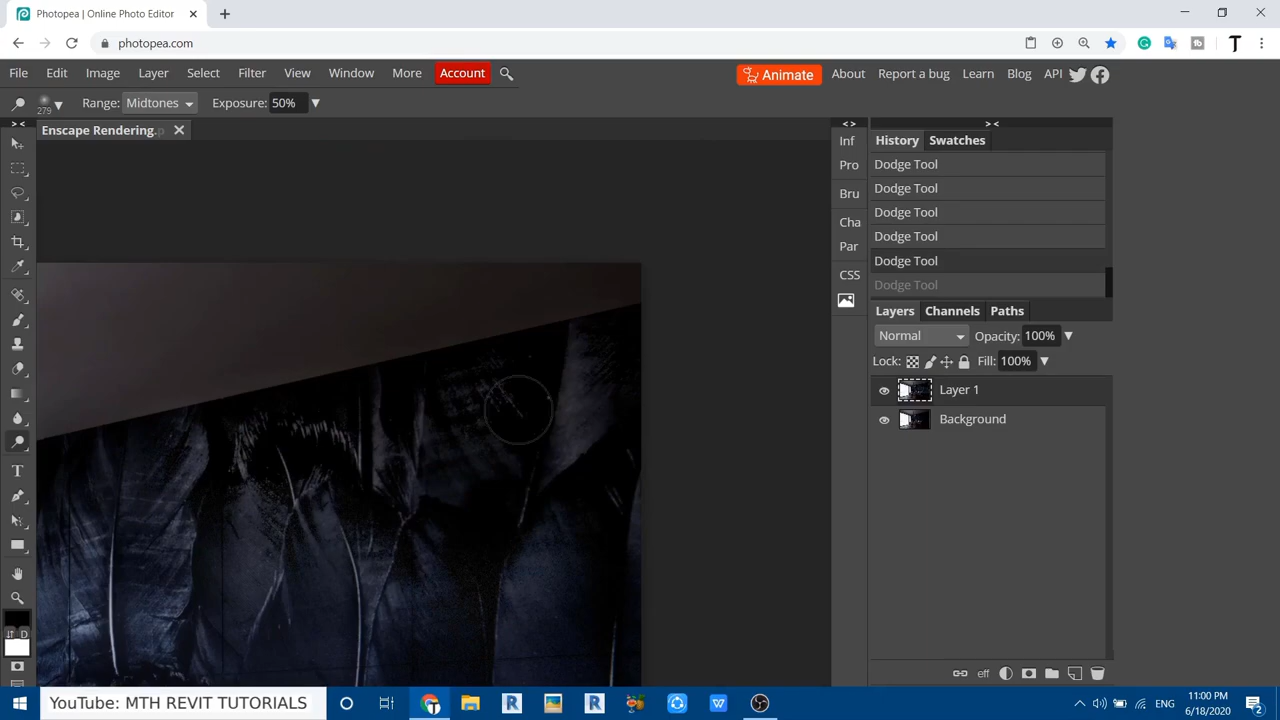 Photopea | Online Photo Editor
photopea.com
File Edit Image Layer Select Filter View Window More Account
Animate About Report a bug Learn Blog API
279 Range: Midtones Exposure: 50%
Enscape Rendering.p
> <
< >
> <
Inf
Pro
Bru
Cha
Par
CSS
History Swatches
Dodge Tool
Dodge Tool
Dodge Tool
Dodge Tool
Dodge Tool
Dodge Tool
Layers Channels Paths
Normal Opacity: 100%
Lock: Fill: 100%
Layer 1
Background
eff
D
YouTube: MTH REVIT TUTORIALS
ENG
11:00 PM
6/18/2020
2